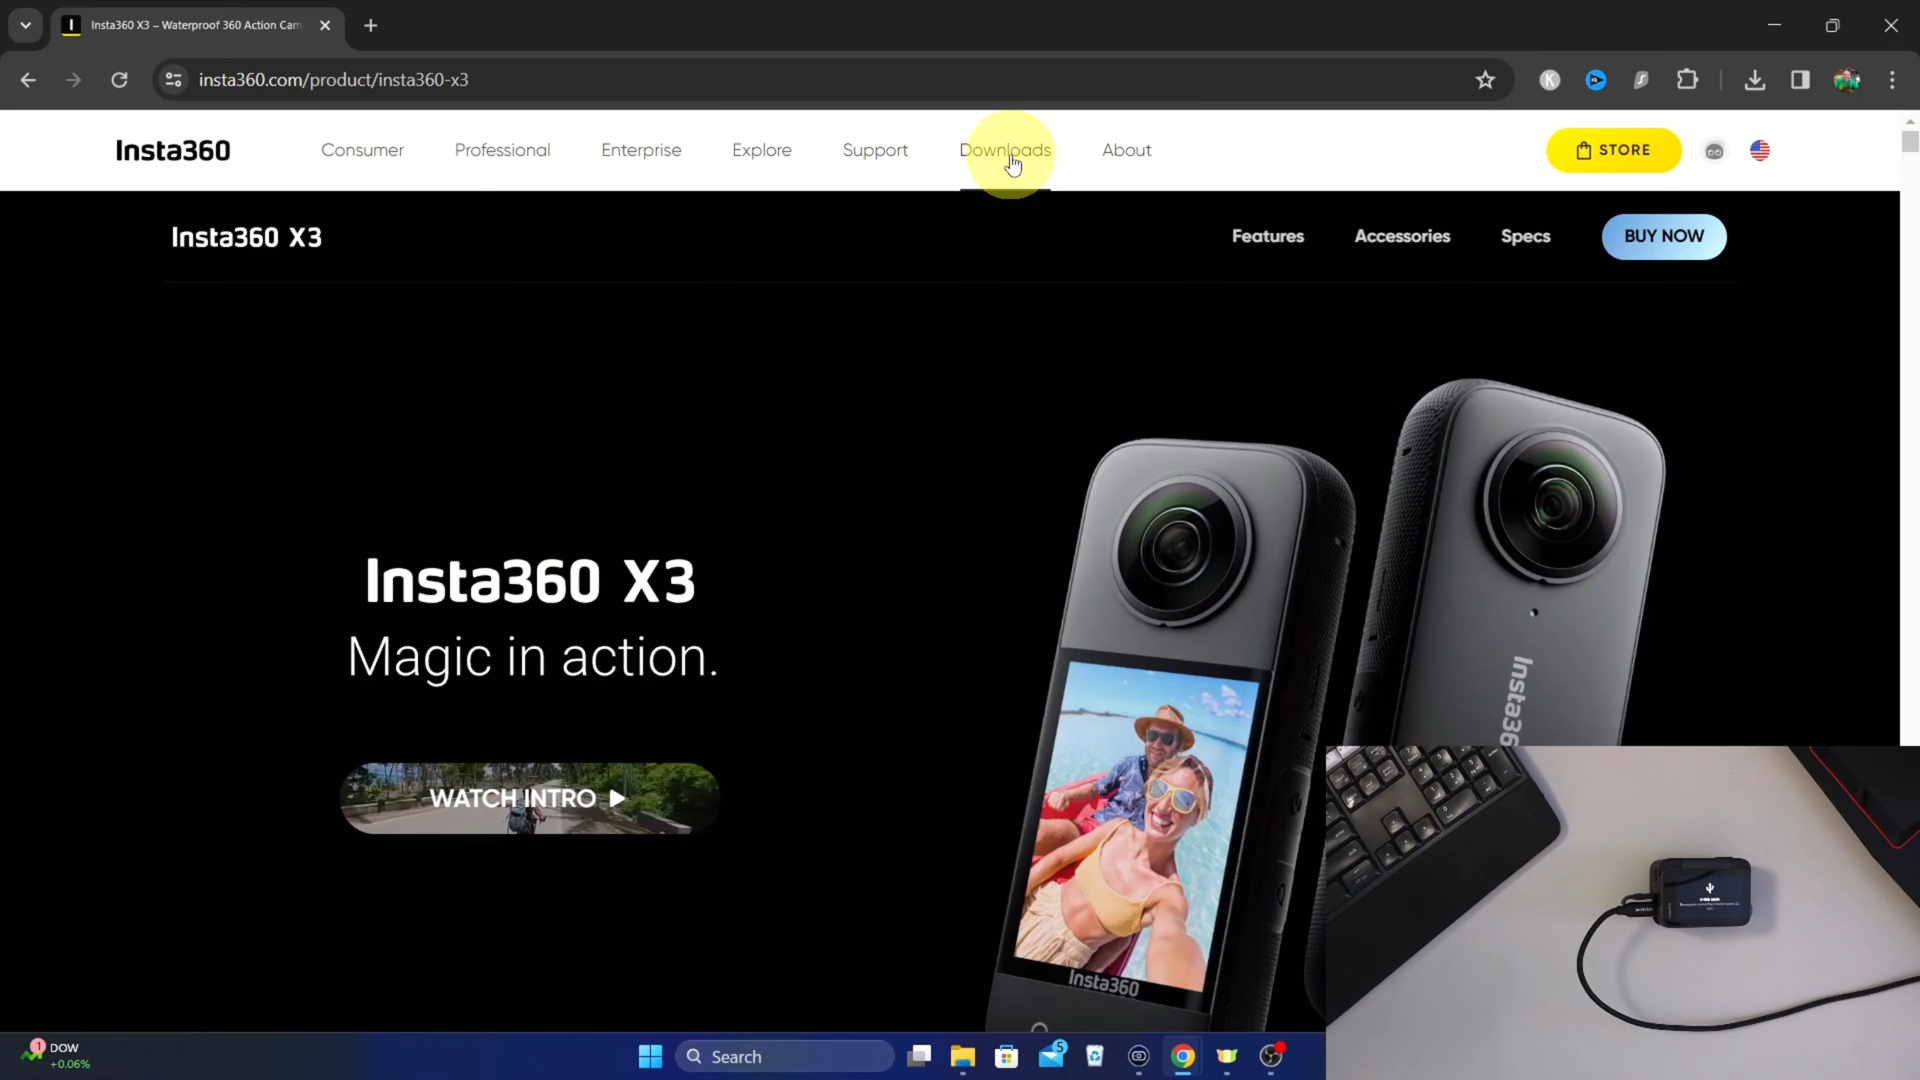 Insta360 X3 – Waterproof 360 Action Cam
insta360.com/product/insta360-x3
K
Insta360
Consumer
Professional
Enterprise
Explore
Support
Downloads
About
STORE
Insta360 X3
Features
Accessories
Specs
BUY NOW
Insta360 X3
Magic in action.
WATCH INTRO
Insta360
Insta36
1
DOW
+0.06%
Search
5